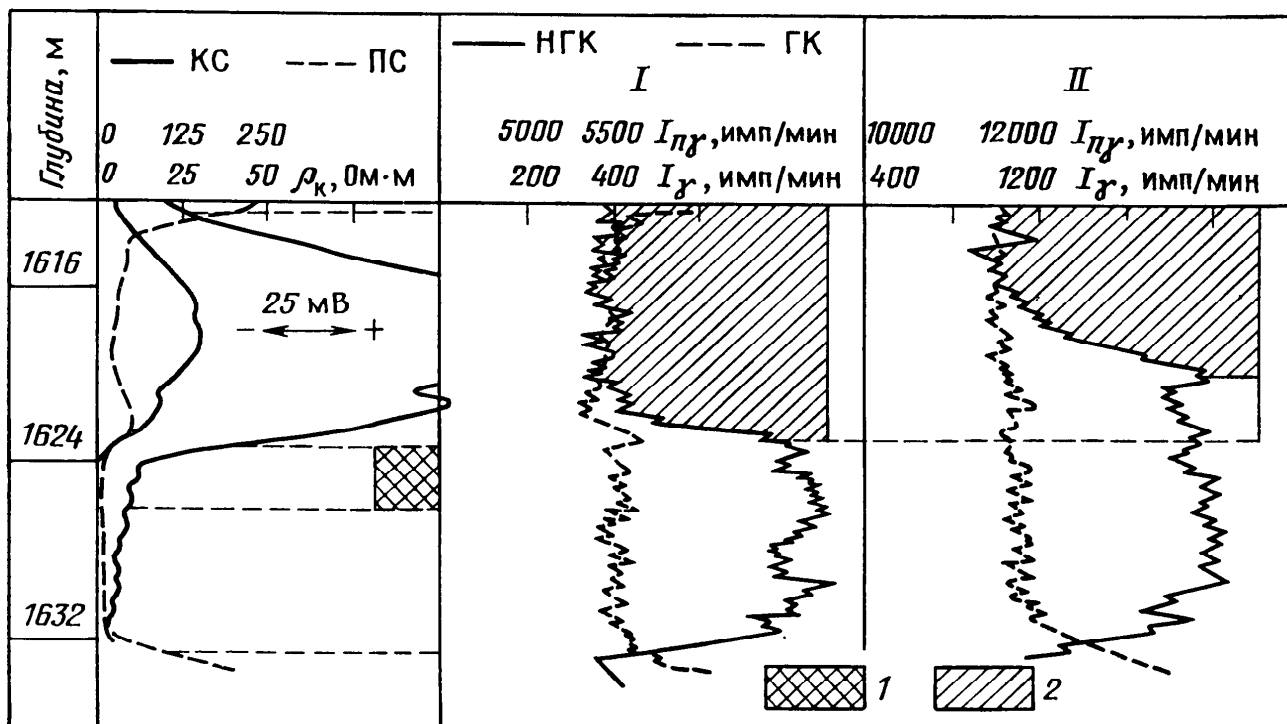 Глубина, м
КС
ПС
0 125 250
0 25 50 ρк, Ом·м
НГК
ГК
I
5000 5500 Inγ, имп/мин
200 400 Iγ, имп/мин
II
10000 12000 Inγ, имп/мин
400 1200 Iγ, имп/мин
1616
25 мВ
− +
1624
1632
1
2